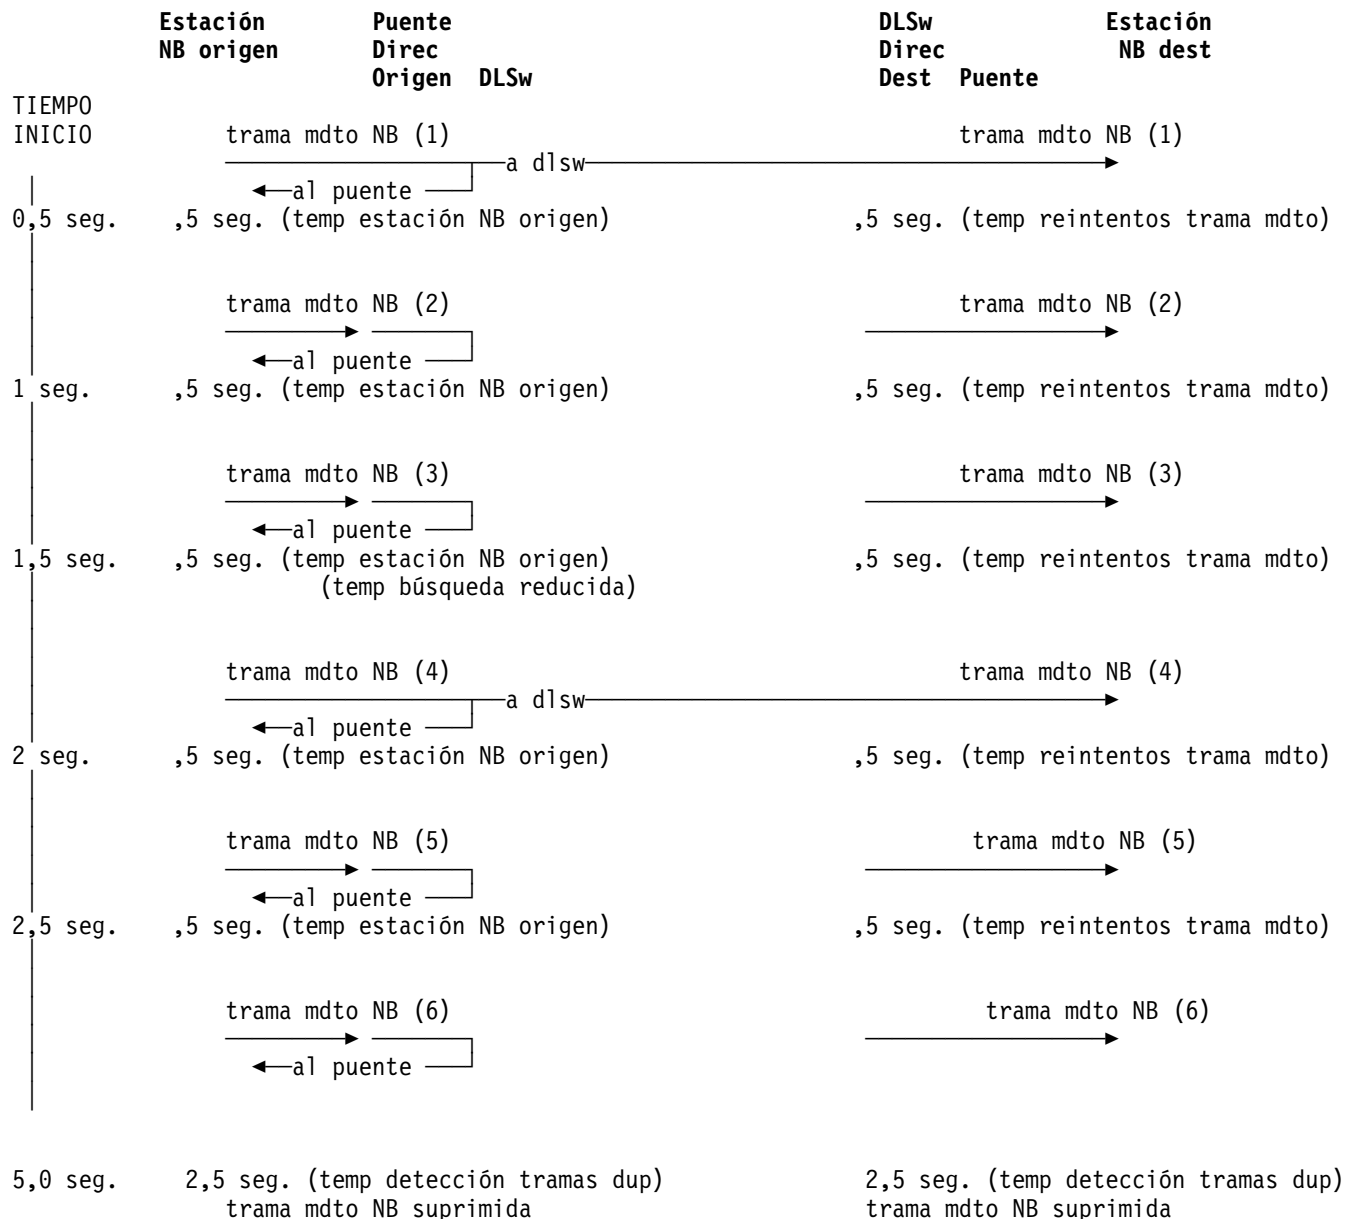 Estación Puente DLSw Estación
NB origen Direc Direc NB dest
Origen DLSw Dest Puente
TIEMPO
INICIO trama mdto NB (1) trama mdto NB (1)
a dlsw
al puente
0,5 seg. ,5 seg. (temp estación NB origen) ,5 seg. (temp reintentos trama mdto)
trama mdto NB (2) trama mdto NB (2)
al puente
1 seg. ,5 seg. (temp estación NB origen) ,5 seg. (temp reintentos trama mdto)
trama mdto NB (3) trama mdto NB (3)
al puente
1,5 seg. ,5 seg. (temp estación NB origen) ,5 seg. (temp reintentos trama mdto)
(temp búsqueda reducida)
trama mdto NB (4) trama mdto NB (4)
a dlsw
al puente
2 seg. ,5 seg. (temp estación NB origen) ,5 seg. (temp reintentos trama mdto)
trama mdto NB (5) trama mdto NB (5)
al puente
2,5 seg. ,5 seg. (temp estación NB origen) ,5 seg. (temp reintentos trama mdto)
trama mdto NB (6) trama mdto NB (6)
al puente
5,0 seg. 2,5 seg. (temp detección tramas dup) 2,5 seg. (temp detección tramas dup)
trama mdto NB suprimida trama mdto NB suprimida